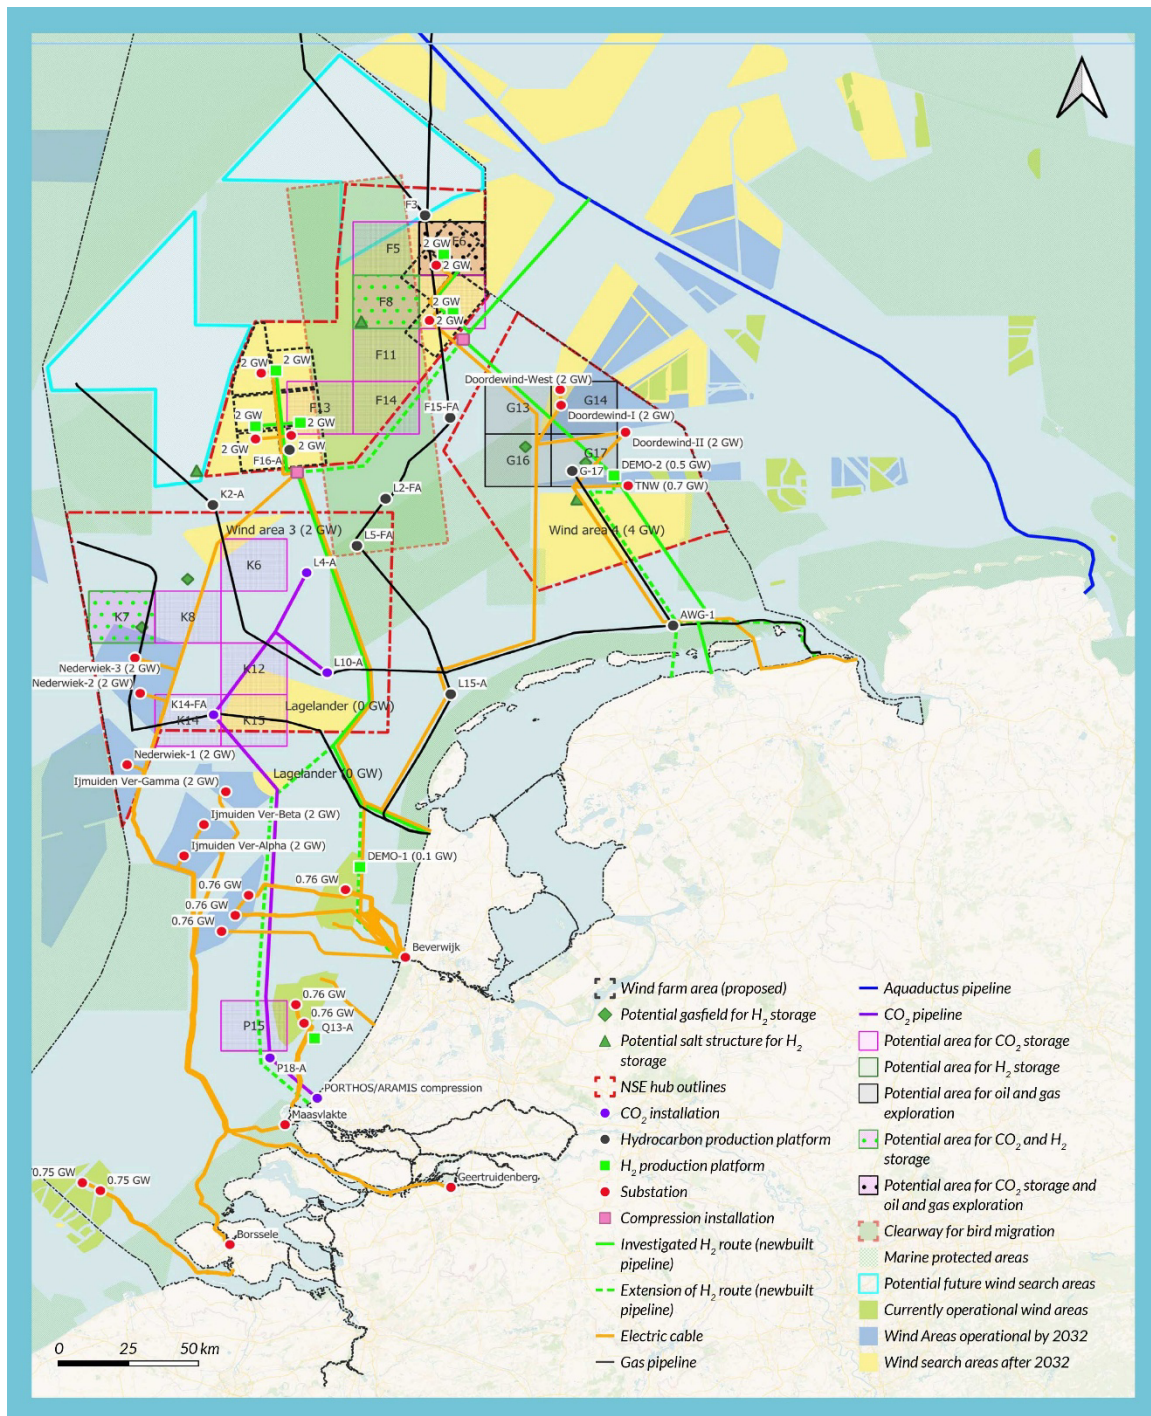 F3
F5
2 GW
F6
2 GW
F8
2 GW
2 GW
F11
2 GW
2 GW
Doordewind-West (2 GW)
F13
F14
F15-FA
G13
G14
Doordewind-I (2 GW)
2 GW
2 GW
2 GW
2 GW
Doordewind-II (2 GW)
F16-A
G16
G17
G-17
DEMO-2 (0.5 GW)
TNW (0.7 GW)
K2-A
L2-FA
Wind area 3 (2 GW)
Wind area 4 (4 GW)
L5-FA
K6
L4-A
K7
K8
AWG-1
Nederwiek-3 (2 GW)
K12
L10-A
Nederwiek-2 (2 GW)
L15-A
K14-FA
Lagelander (0 GW)
K14
K15
Nederwiek-1 (2 GW)
Lagelander (0 GW)
Ijmuiden Ver-Gamma (2 GW)
Ijmuiden Ver-Beta (2 GW)
Ijmuiden Ver-Alpha (2 GW)
DEMO-1 (0.1 GW)
0.76 GW
0.76 GW
0.76 GW
0.76 GW
Beverwijk
0.76 GW
0.76 GW
P15
Q13-A
P18-A
PORTHOS/ARAMIS compression
Maasvlakte
0.75 GW
0.75 GW
Geertruidenberg
Borssele
0 25 50 km
Wind farm area (proposed)
Potential gasfield for H2 storage
Potential salt structure for H2
storage
NSE hub outlines
CO2 installation
Hydrocarbon production platform
H2 production platform
Substation
Compression installation
Investigated H2 route (newbuilt
pipeline)
Extension of H2 route (newbuilt
pipeline)
Electric cable
Gas pipeline
Aquaductus pipeline
CO2 pipeline
Potential area for CO2 storage
Potential area for H2 storage
Potential area for oil and gas
exploration
Potential area for CO2 and H2
storage
Potential area for CO2 storage and
oil and gas exploration
Clearway for bird migration
Marine protected areas
Potential future wind search areas
Currently operational wind areas
Wind Areas operational by 2032
Wind search areas after 2032